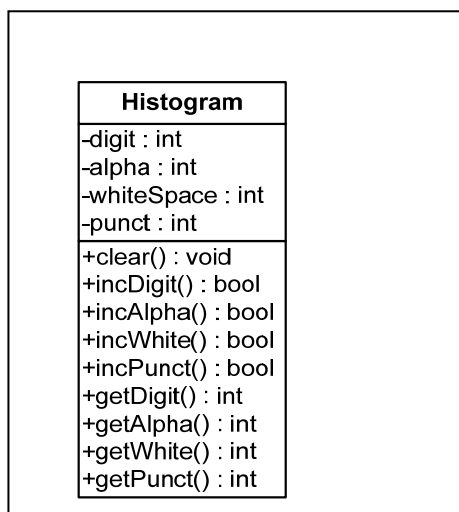 Histogram
-digit : int
-alpha : int
-whiteSpace : int
-punct : int
+clear() : void
+incDigit() : bool
+incAlpha() : bool
+incWhite() : bool
+incPunct() : bool
+getDigit() : int
+getAlpha() : int
+getWhite() : int
+getPunct() : int